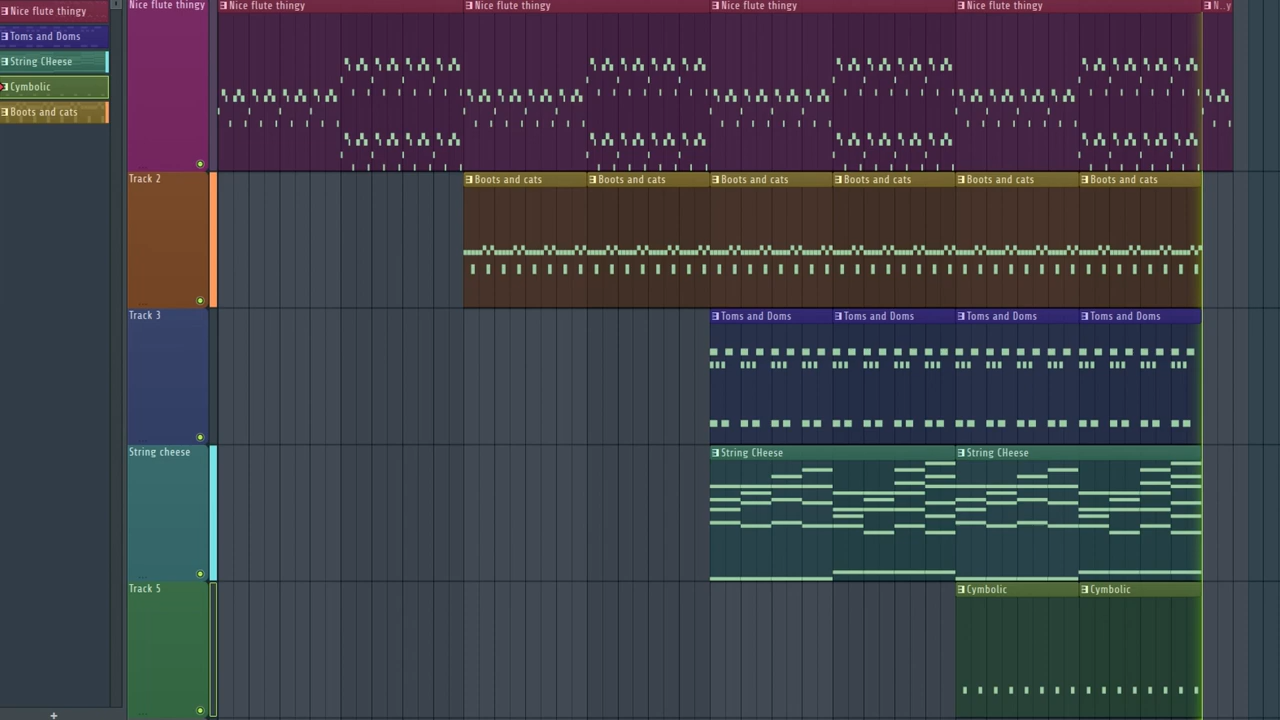 Nice flute thingy
Toms and Doms
String CHeese
Cymbolic
Boots and cats
+
Nice flute thingy
Nice flute thingy Nice flute thingy Nice flute thingy Nice flute thingy N..y
Track 2
Boots and cats Boots and cats Boots and cats Boots and cats Boots and cats Boots and cats
Track 3
Toms and Doms Toms and Doms Toms and Doms Toms and Doms
String cheese
String CHeese String CHeese
Track 5
Cymbolic Cymbolic